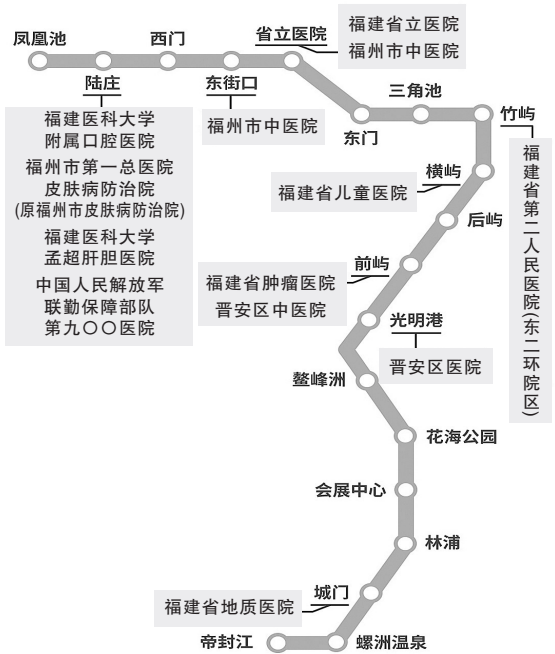 凤凰池
西门
省立医院
福建省立医院
福州市中医院
陆庄
东街口
福建医科大学
附属口腔医院
福州市第一总医院
皮肤病防治院
(原福州市皮肤病防治院)
福建医科大学
孟超肝胆医院
中国人民解放军
联勤保障部队
第九〇〇医院
福州市中医院
三角池
东门
竹屿
福建省第二人民医院(东二环院区)
横屿
福建省儿童医院
后屿
前屿
福建省肿瘤医院
晋安区中医院
光明港
晋安区医院
鳌峰洲
花海公园
会展中心
林浦
城门
福建省地质医院
帝封江
螺洲温泉